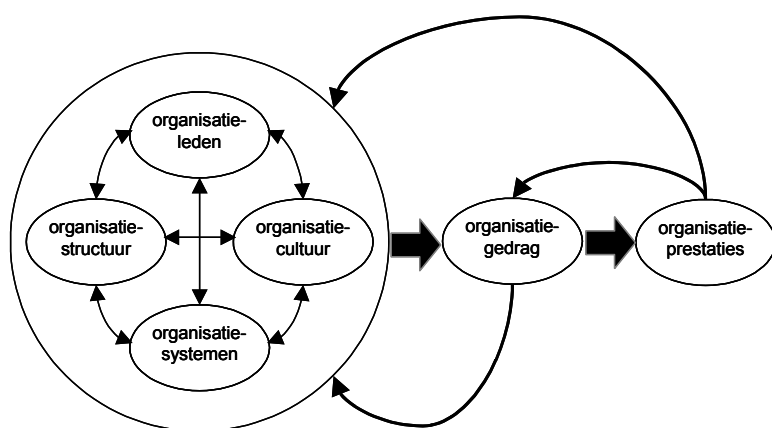 organisatie-
leden
organisatie-
structuur
organisatie-
cultuur
organisatie-
systemen
organisatie-
gedrag
organisatie-
prestaties